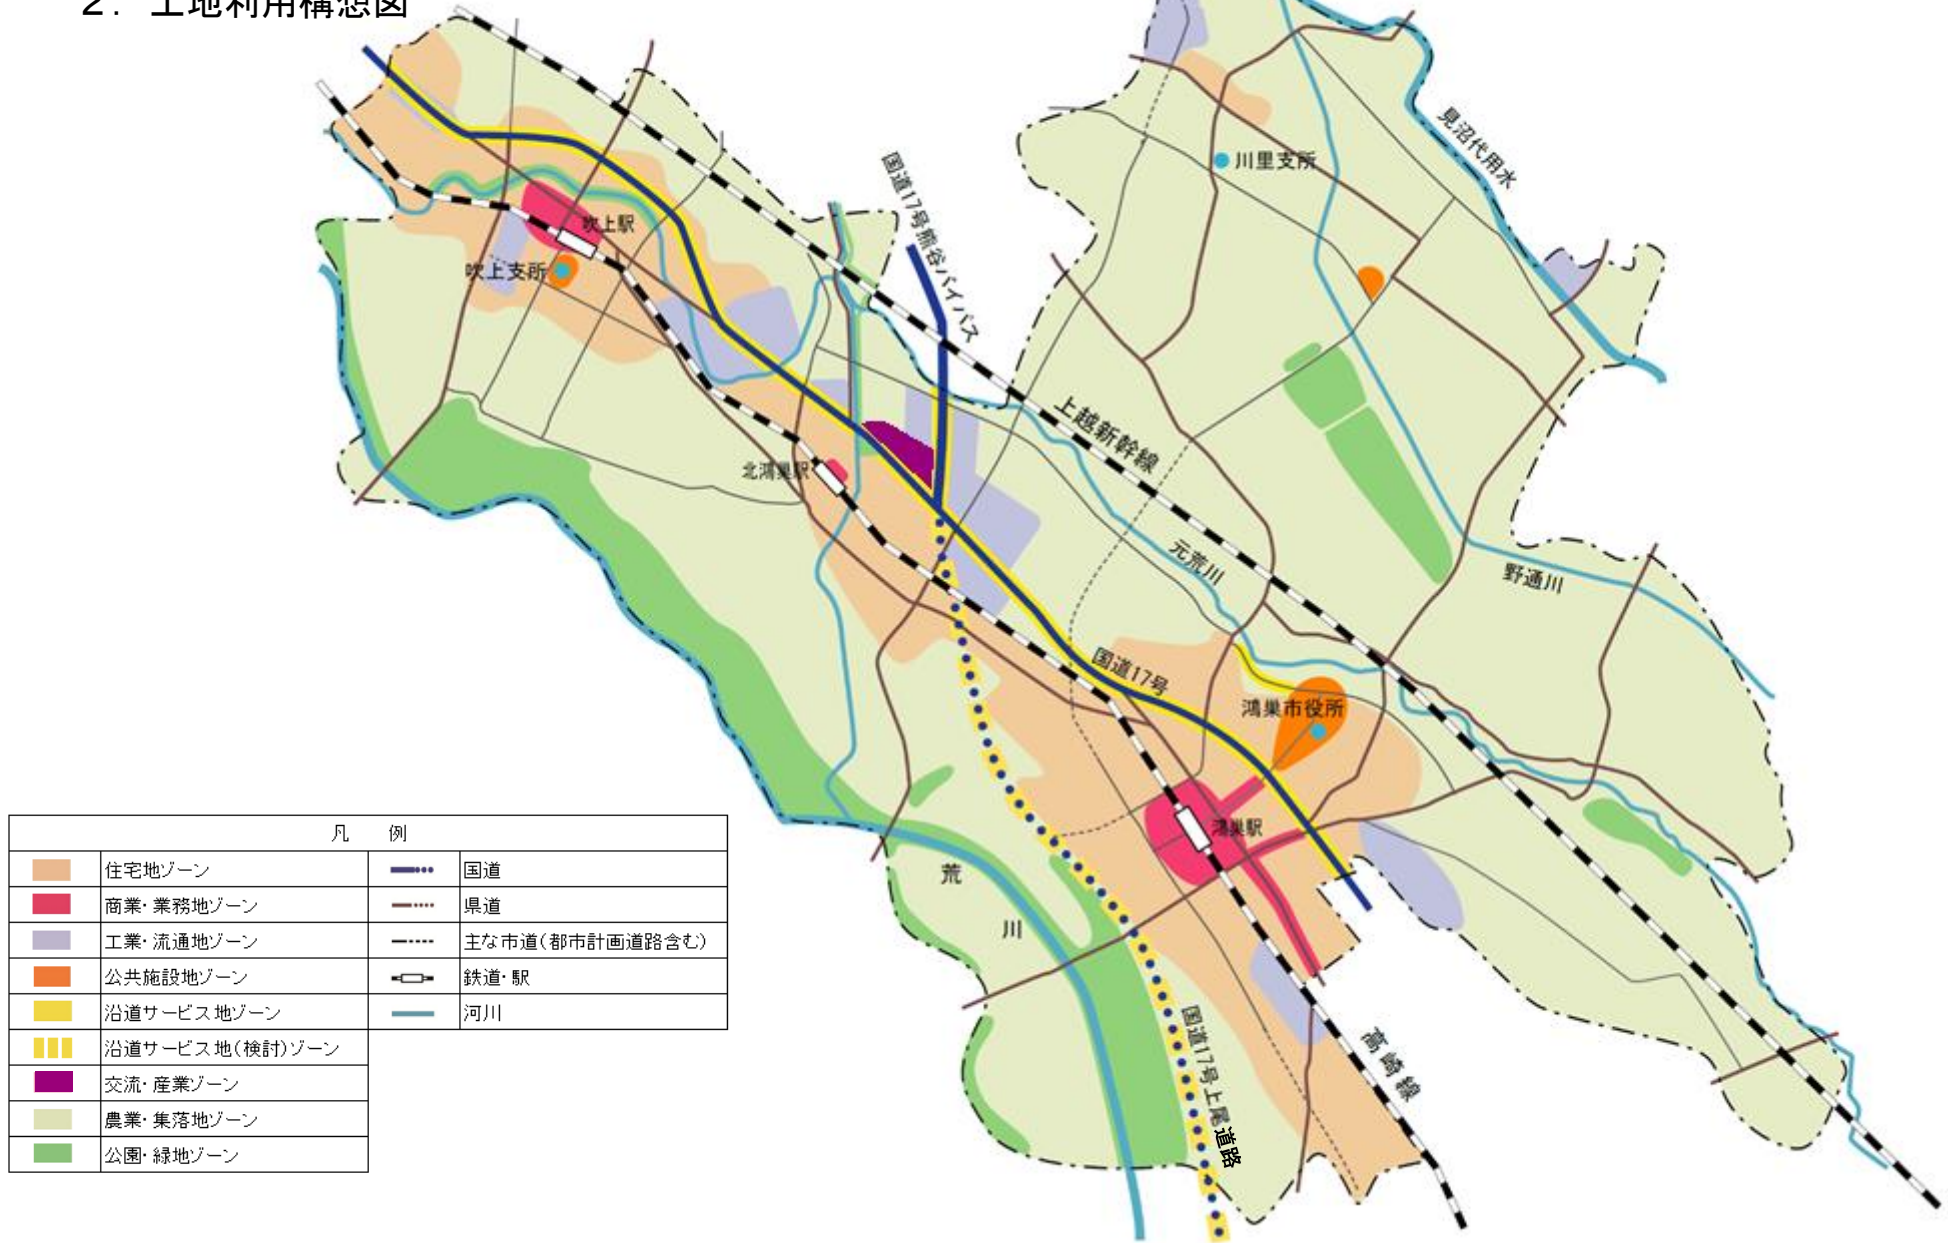 2. 土地利用構想図
見沼代用水
川里支所
国道17号熊谷バイパス
吹上駅
吹上支所
上越新幹線
北鴻巣駅
元荒川
野通川
国道17号
鴻巣市役所
鴻巣駅
荒
川
国道17号上尾道路
高崎線
凡 例
住宅地ゾーン 国道
商業・業務地ゾーン 県道
工業・流通地ゾーン 主な市道(都市計画道路含む)
公共施設地ゾーン 鉄道・駅
沿道サービス地ゾーン 河川
沿道サービス地(検討)ゾーン
交流・産業ゾーン
農業・集落地ゾーン
公園・緑地ゾーン